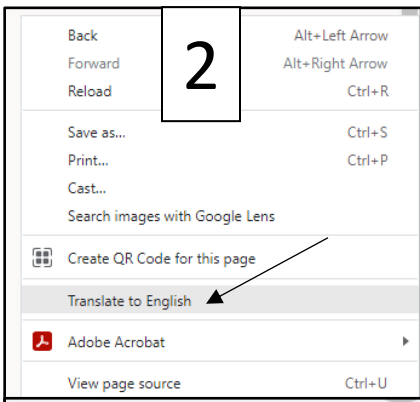 2
Back Alt+Left Arrow
Forward Alt+Right Arrow
Reload Ctrl+R
Save as... Ctrl+S
Print... Ctrl+P
Cast...
Search images with Google Lens
Create QR Code for this page
Translate to English
Adobe Acrobat
View page source Ctrl+U